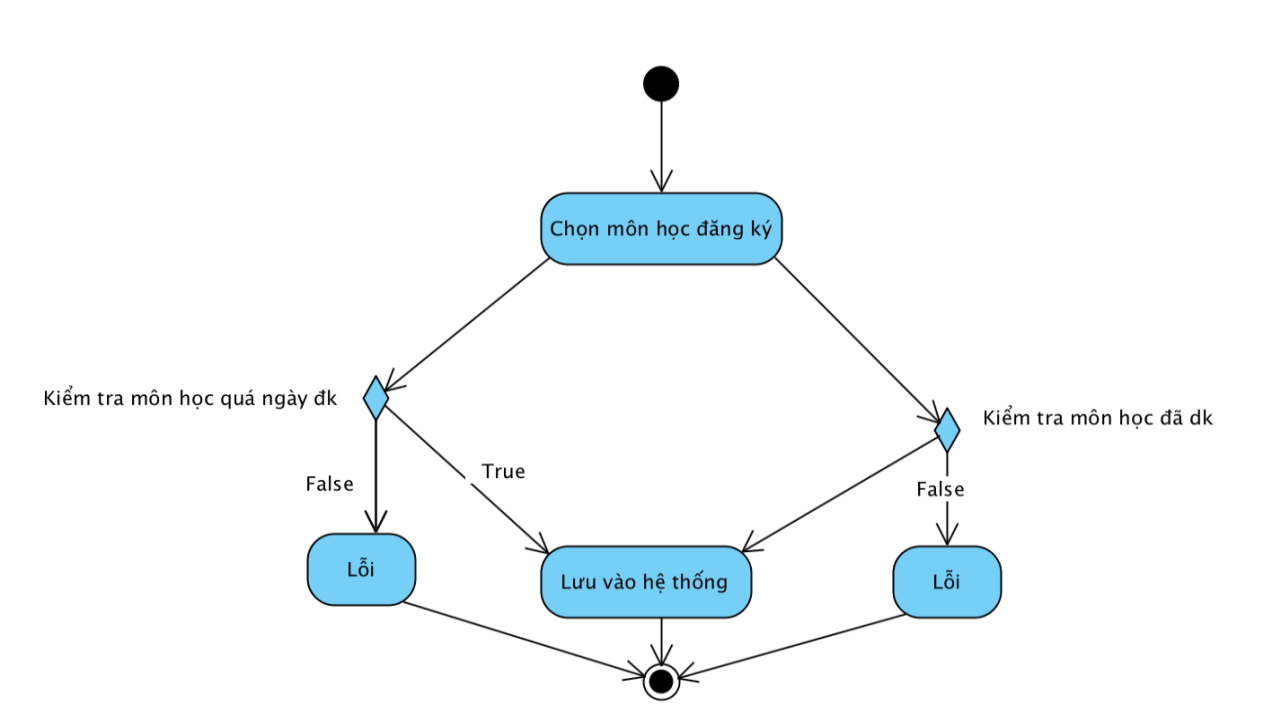 Chọn môn học đăng ký
Kiểm tra môn học quá ngày đk
Kiểm tra môn học đã dk
True
False
False
Lỗi
Lưu vào hệ thống
Lỗi